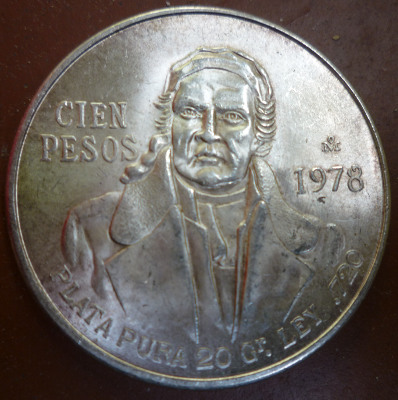 CIEN
PESOS
M
1978
PLATA PURA 20 Gr. LEY .720